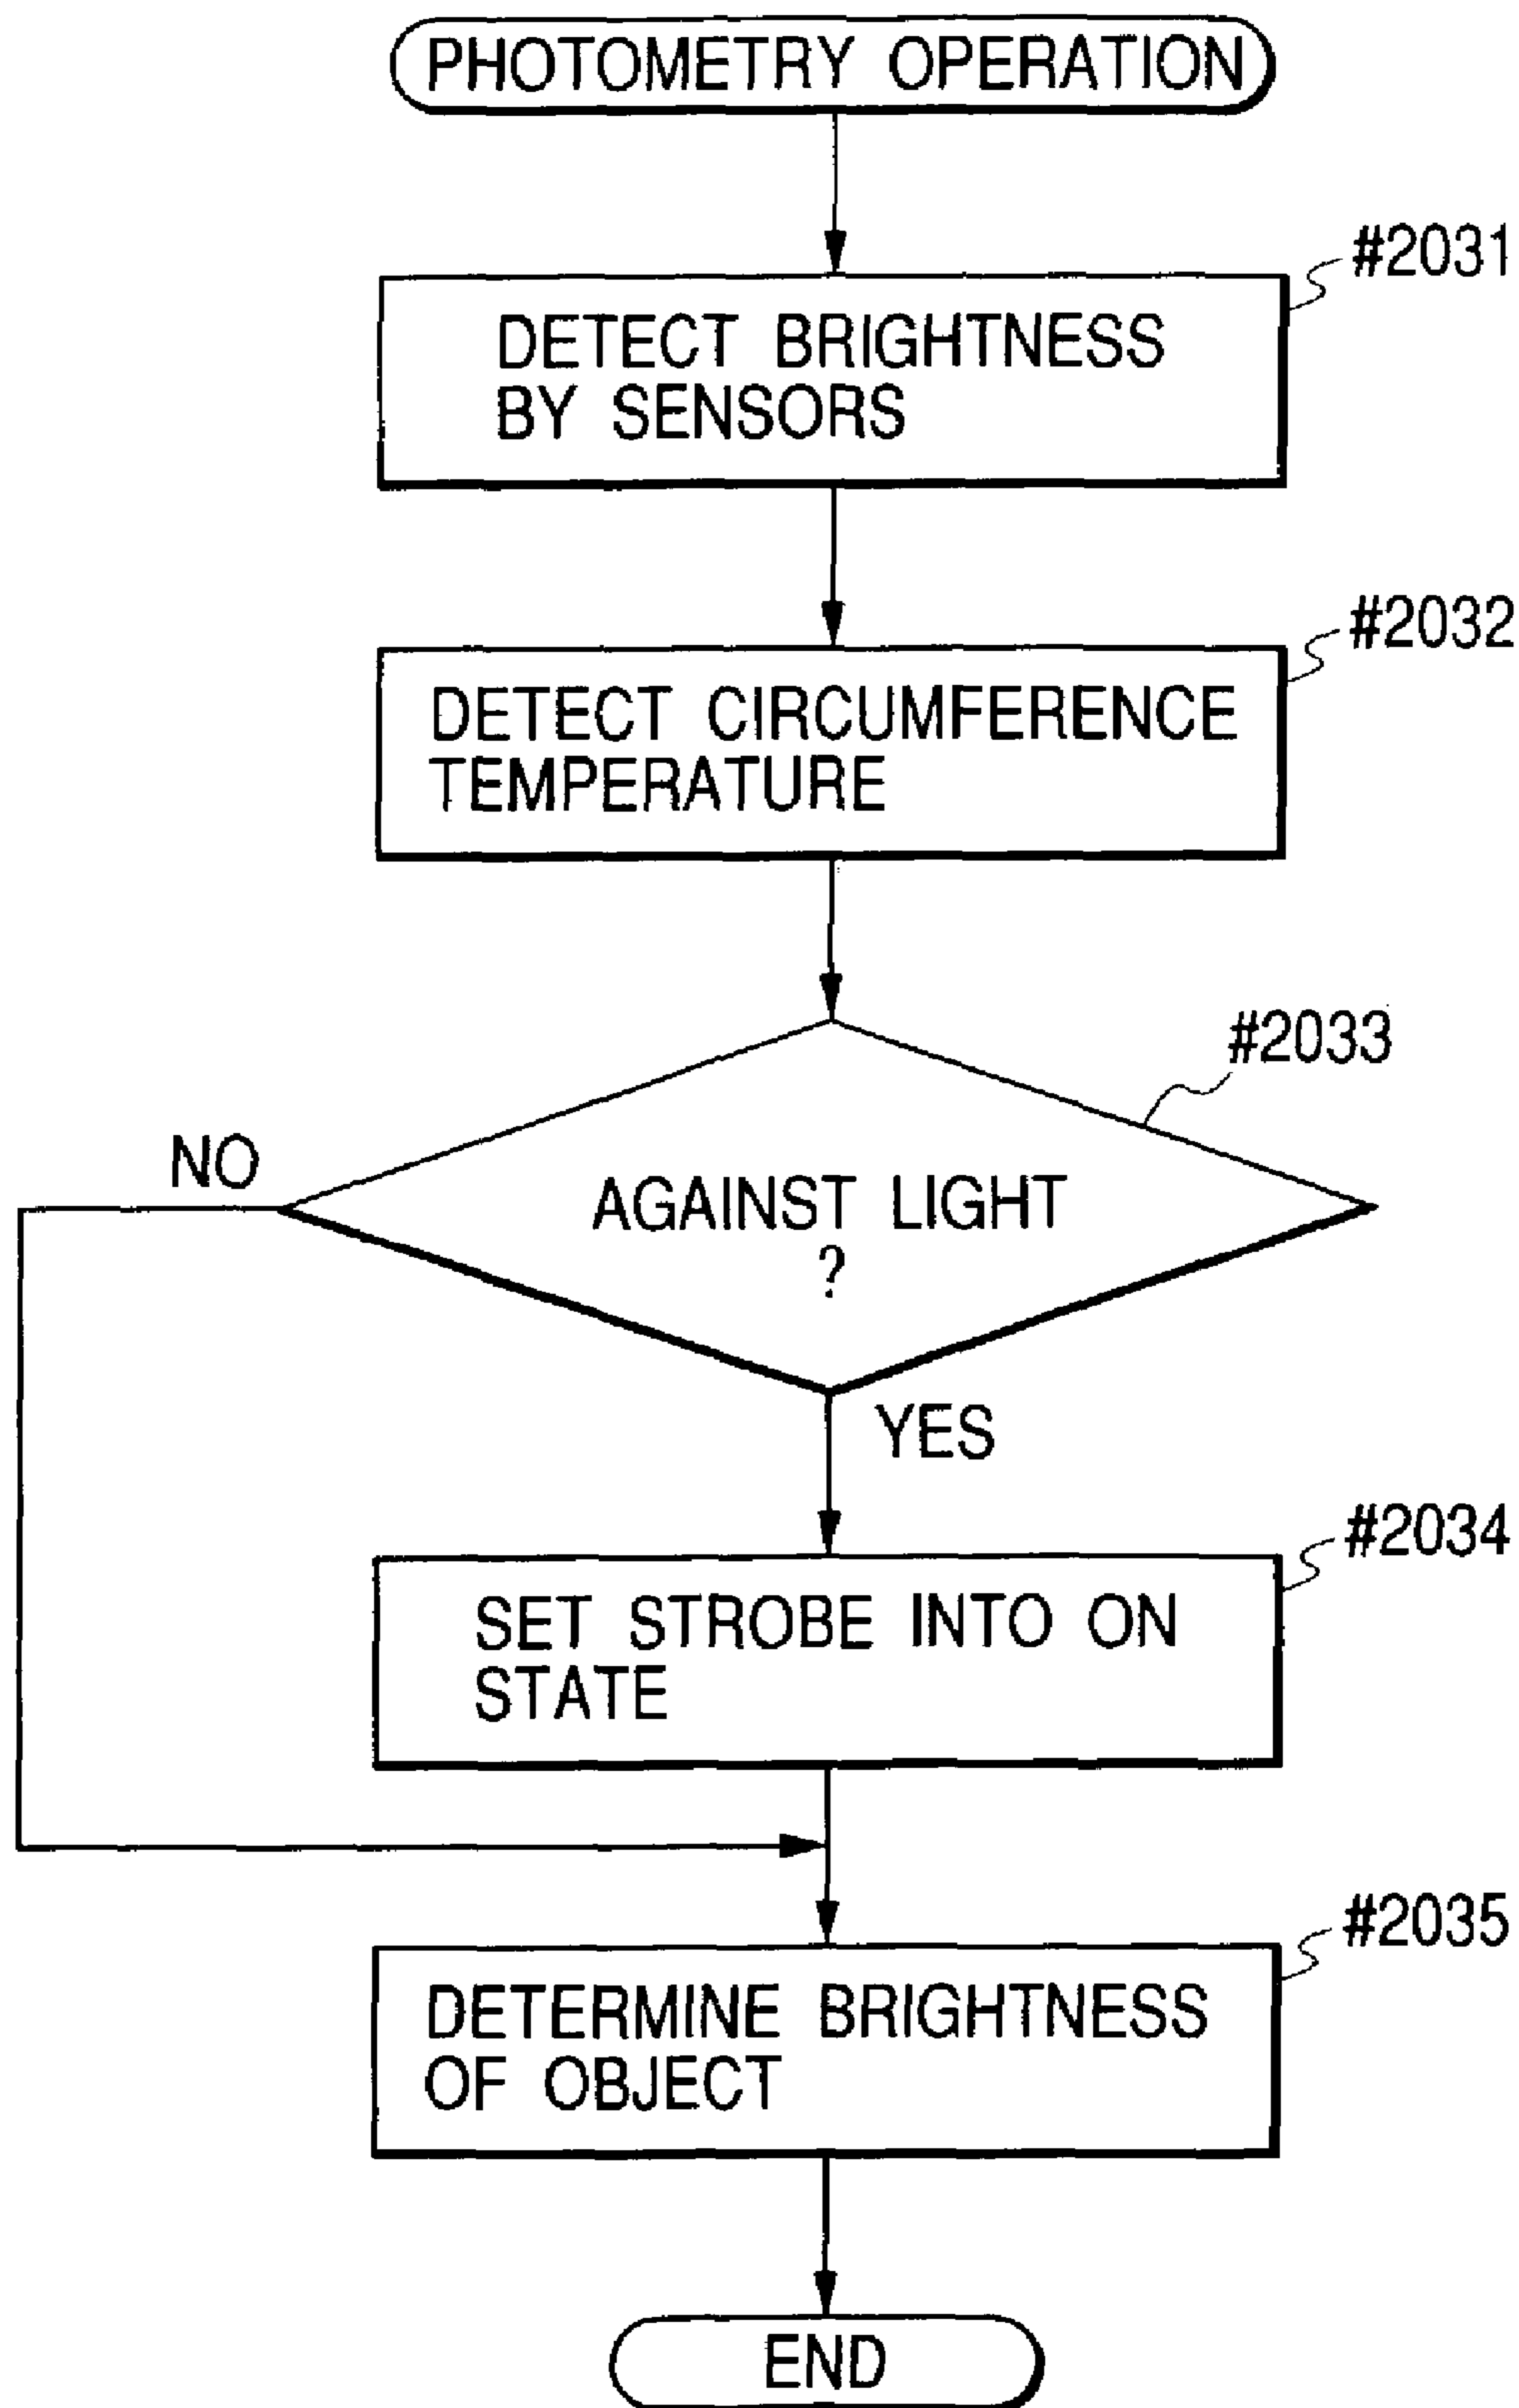 PHOTOMETRY OPERATION
#2031
DETECT BRIGHTNESS
BY SENSORS
#2032
DETECT CIRCUMFERENCE
TEMPERATURE
#2033
NO
AGAINST LIGHT
?
YES
#2034
SET STROBE INTO ON
STATE
#2035
DETERMINE BRIGHTNESS
OF OBJECT
END